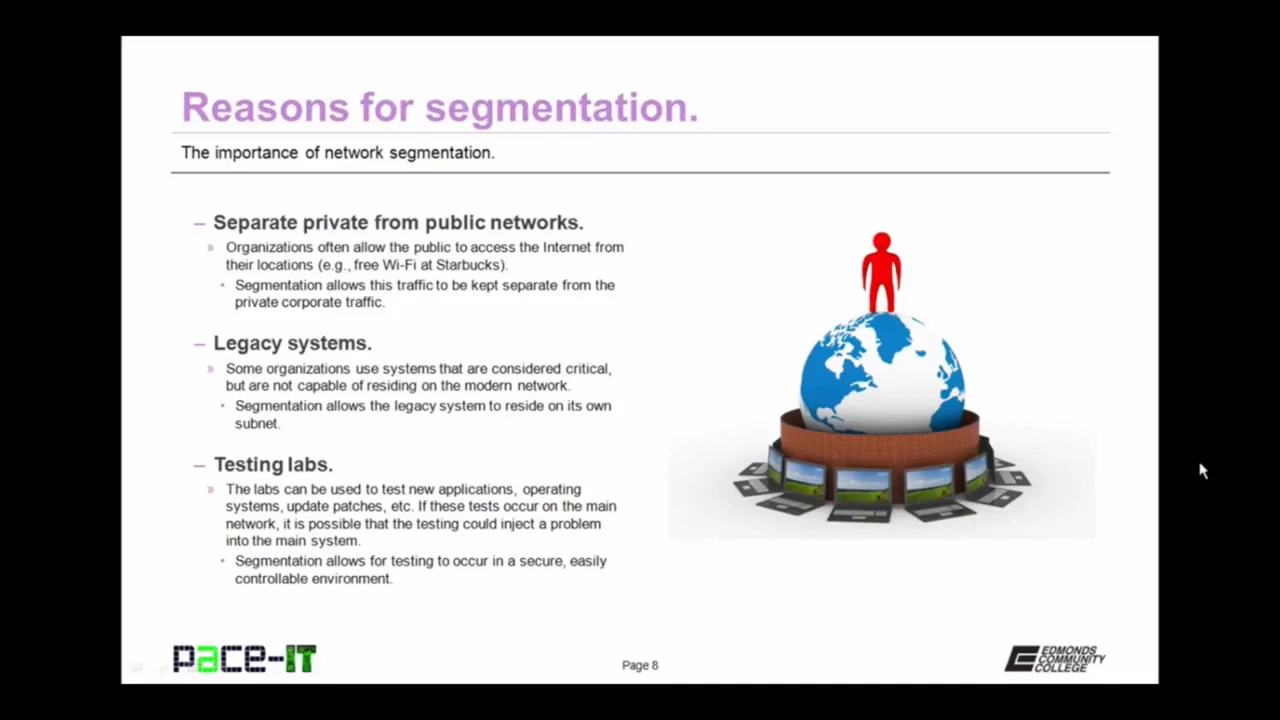 Reasons for segmentation.
The importance of network segmentation.
– Separate private from public networks.
» Organizations often allow the public to access the Internet from
their locations (e.g., free Wi-Fi at Starbucks).
• Segmentation allows this traffic to be kept separate from the
private corporate traffic.
– Legacy systems.
» Some organizations use systems that are considered critical,
but are not capable of residing on the modern network.
• Segmentation allows the legacy system to reside on its own
subnet.
– Testing labs.
» The labs can be used to test new applications, operating
systems, update patches, etc. If these tests occur on the main
network, it is possible that the testing could inject a problem
into the main system.
• Segmentation allows for testing to occur in a secure, easily
controllable environment.
pace-IT
Page 8
EDMONDS
COMMUNITY
COLLEGE